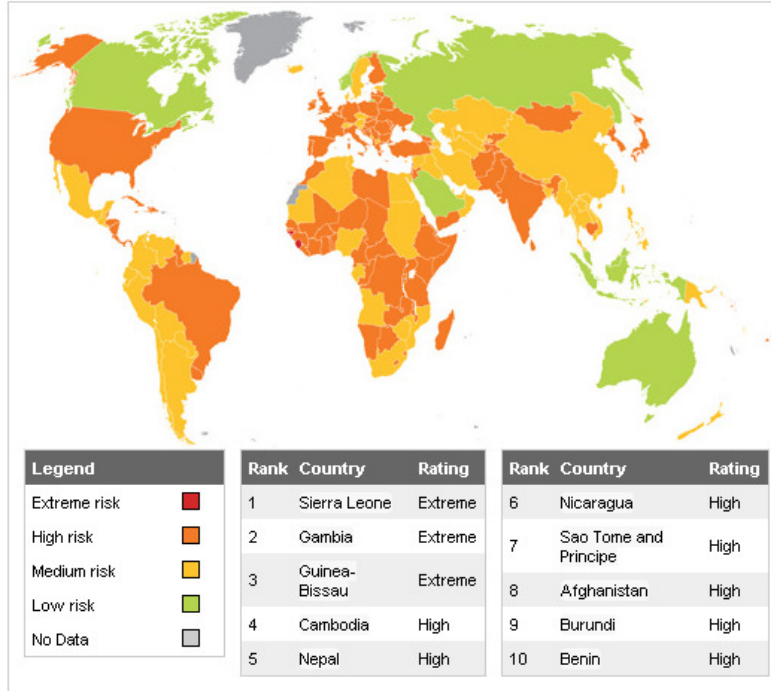 Legend
Extreme risk
High risk
Medium risk
Low risk
No Data
Rank Country Rating
1 Sierra Leone Extreme
2 Gambia Extreme
3 Guinea-
Bissau Extreme
4 Cambodia High
5 Nepal High
Rank Country Rating
6 Nicaragua High
7 Sao Tome and
Principe High
8 Afghanistan High
9 Burundi High
10 Benin High